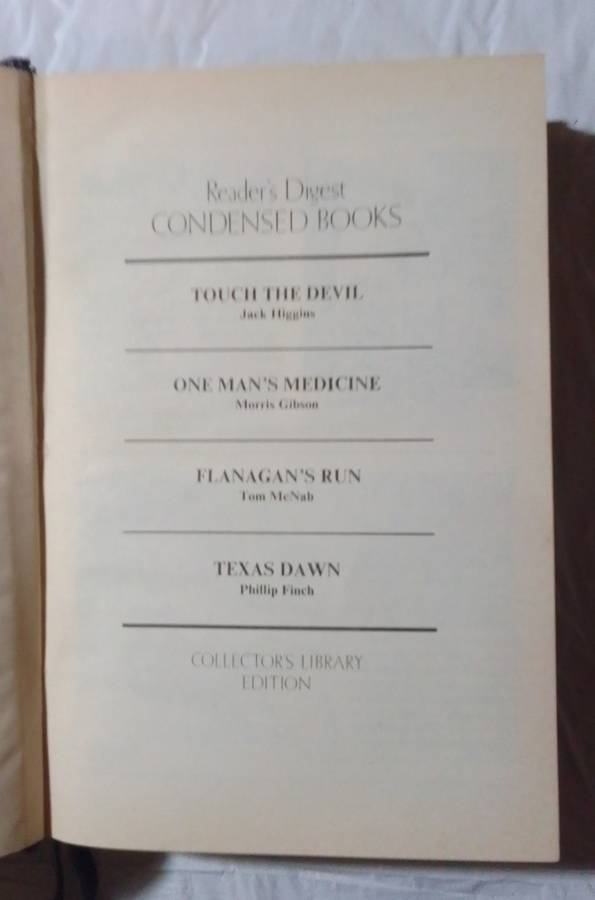 Reader's Digest
CONDENSED BOOKS
TOUCH THE DEVIL
Jack Higgins
ONE MAN'S MEDICINE
Morris Gibson
FLANAGAN'S RUN
Tom McNab
TEXAS DAWN
Phillip Finch
COLLECTOR'S LIBRARY
EDITION